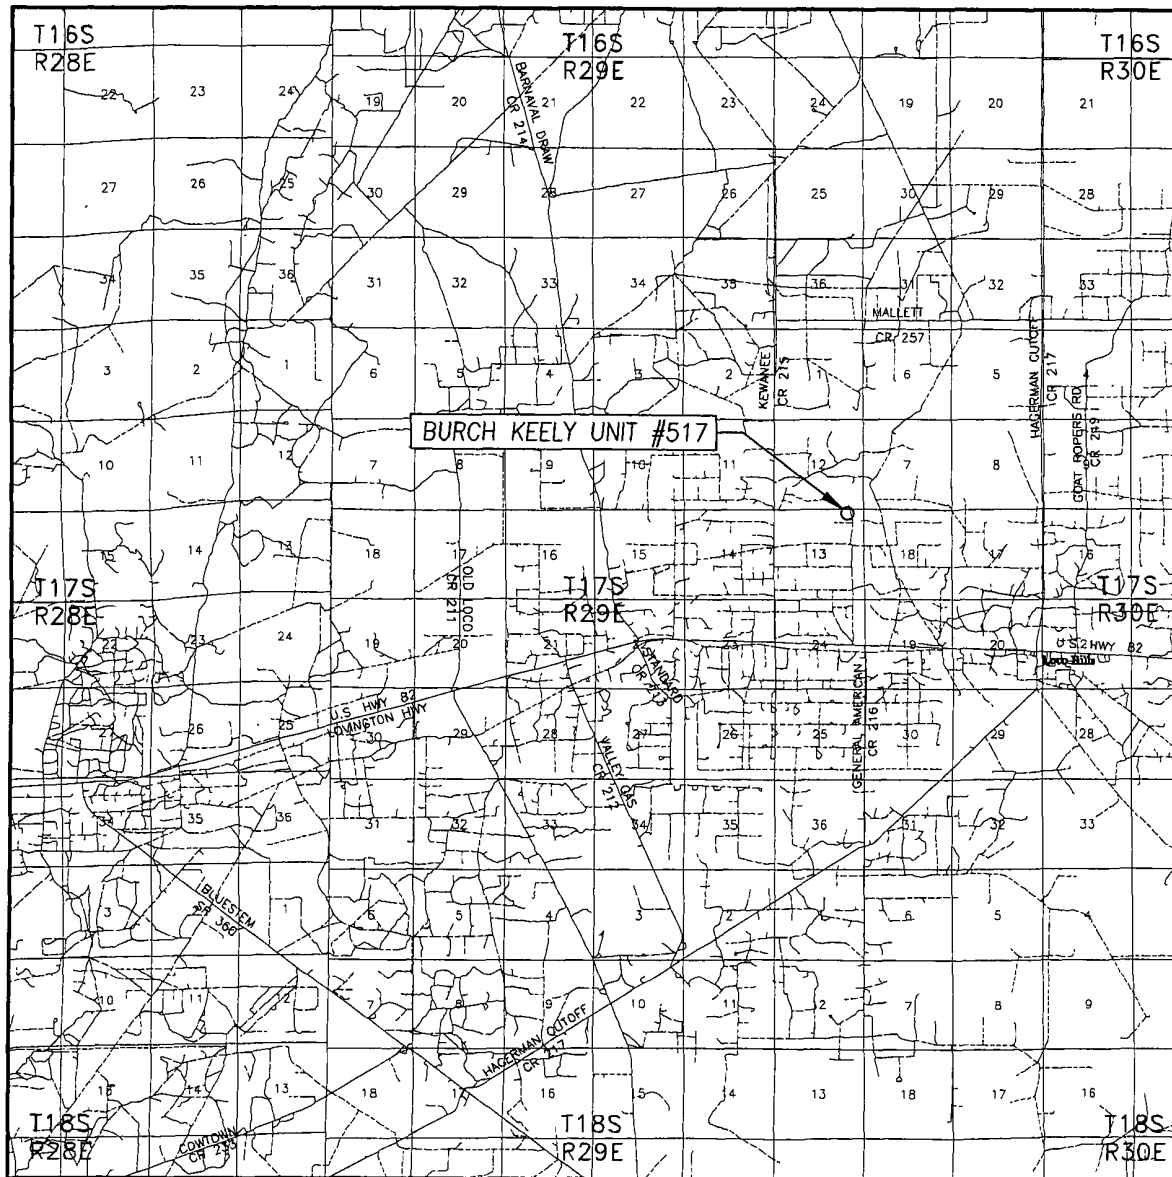 T16S T16S T16S
R28E R29E R30E
22 23 24 19 20 21 22 23 24 19 20 21
BARNAVAL DRAW
CR 214
27 26 25 30 29 28 27 26 25 30 29 28
34 35 36 31 32 33 34 35 36 31 32 33
MALLETT
CR 257
KEWANEE
CR 215
HAGERMAN CUTOFF
CR 217
GOAT ROPERS RD
CR 249
3 2 1 6 5 4 3 2 1 6 5 4
BURCH KEELY UNIT #517
10 11 12 7 8 9 10 11 12 7 8 9
15 14 13 18 17 16 15 14 13 18 17 16
T17S T17S T17S
R28E R29E R30E
OLD LOCO
CR 211
22 23 24 19 20 21 23 24 19 20
U S HWY 82
Loco Hills
STANDARD
CR 213
U.S HWY 82
LOVINGTON HWY
GENERAL AMERICAN
CR 216
VALLEY GAS
CR 212
27 26 25 30 29 28 27 26 25 30 29 28
34 35 36 31 32 33 34 35 36 31 32 33
BLUESTEM
SR 360
3 2 1 6 5 4 3 2 1 6 5 4
10 11 12 7 8 9 10 11 12 7 8 9
HAGERMAN CUTOFF
CR 217
15 14 13 18 17 16 15 14 13 18 17 16
T18S T18S T18S
R28E R29E R30E
COWTOWN
CR 233